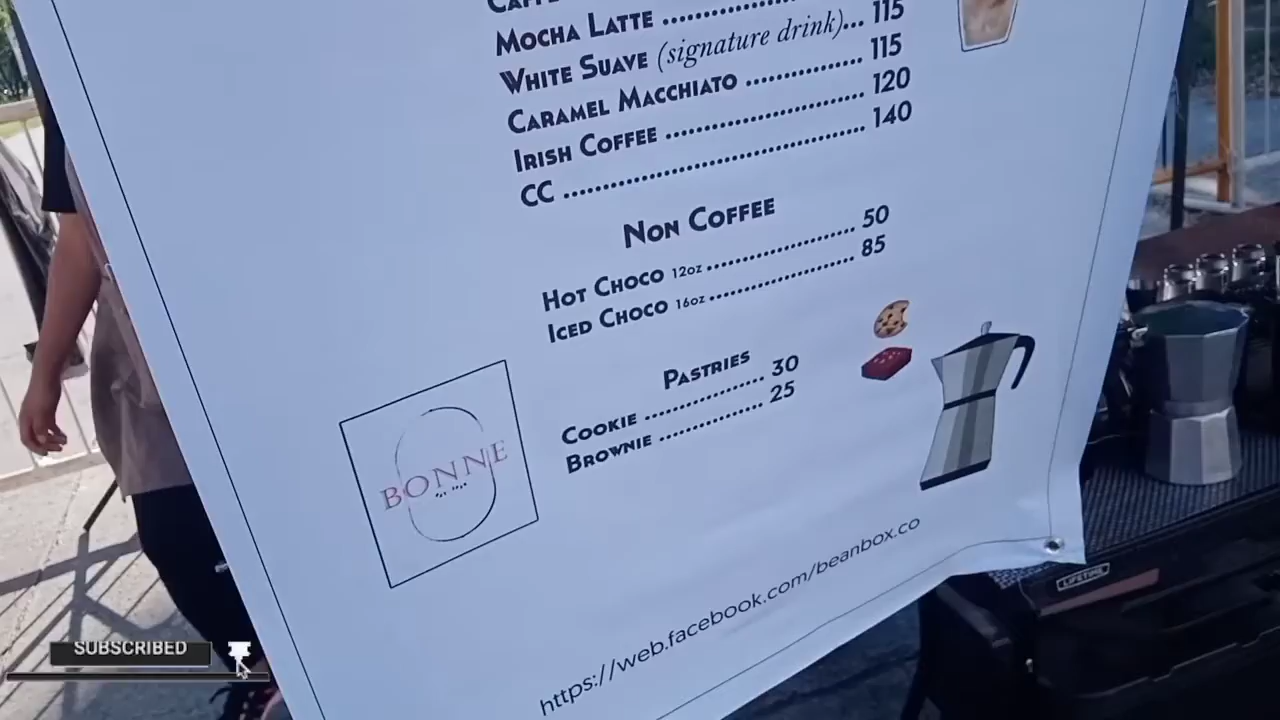 MOCHA LATTE ..................
WHITE SUAVE (signature drink)... 115
CARAMEL MACCHIATO .................. 115
IRISH COFFEE .............................. 120
CC ............................................. 140
NON COFFEE
HOT CHOCO 12oz ...................... 50
ICED CHOCO 16oz ..................... 85
PASTRIES
COOKIE .................. 30
BROWNIE ................ 25
BONNE
https://web.facebook.com/beanbox.co
LIFETIME
SUBSCRIBED